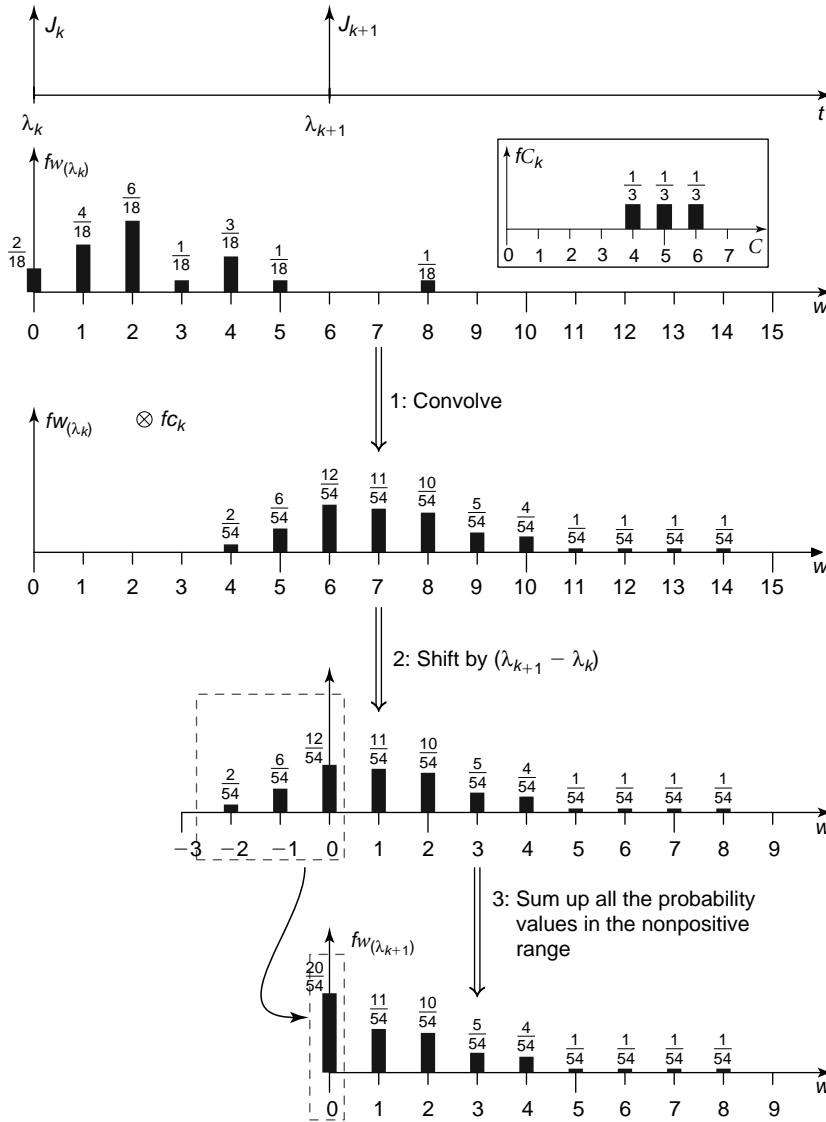 J_k J_{k+1}
t
λ_k λ_{k+1}
fC_k
1/3 1/3 1/3
0 1 2 3 4 5 6 7 C
fw_(λ_k)
2/18 4/18 6/18 1/18 3/18 1/18 1/18
0 1 2 3 4 5 6 7 8 9 10 11 12 13 14 15 w
1: Convolve
fw_(λ_k) ⊗ fc_k
2/54 6/54 12/54 11/54 10/54 5/54 4/54 1/54 1/54 1/54 1/54
0 1 2 3 4 5 6 7 8 9 10 11 12 13 14 15 w
2: Shift by (λ_{k+1} − λ_k)
2/54 6/54 12/54 11/54 10/54 5/54 4/54 1/54 1/54 1/54 1/54
−3 −2 −1 0 1 2 3 4 5 6 7 8 9 w
3: Sum up all the probability
values in the nonpositive
range
fw_(λ_{k+1})
20/54 11/54 10/54 5/54 4/54 1/54 1/54 1/54 1/54
0 1 2 3 4 5 6 7 8 9 w